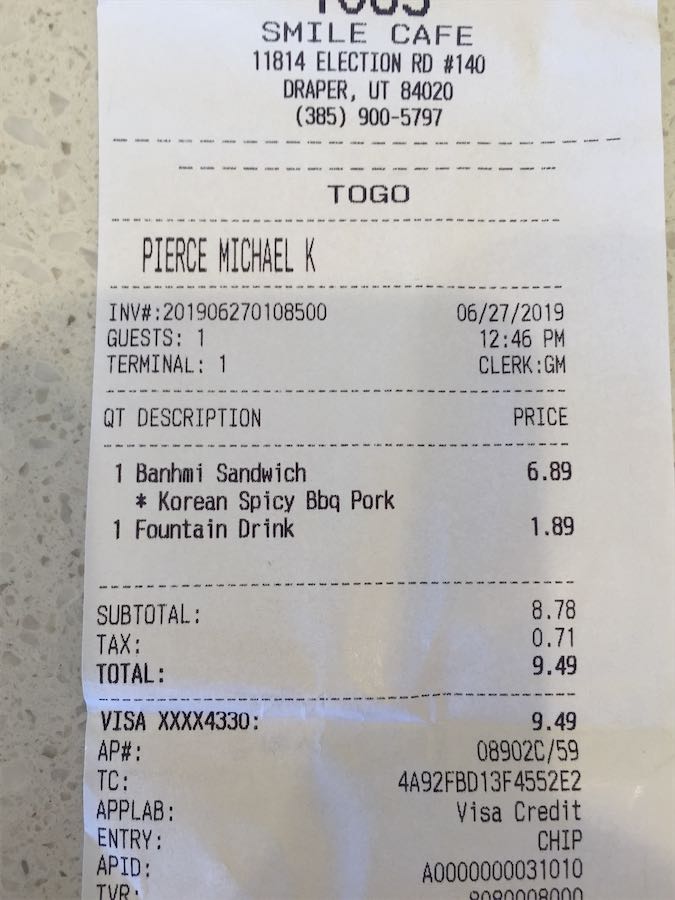 SMILE CAFE
11814 ELECTION RD #140
DRAPER, UT 84020
(385) 900-5797
TOGO
PIERCE MICHAEL K
INV#:201906270108500 06/27/2019
GUESTS: 1 12:46 PM
TERMINAL: 1 CLERK:GM
QT DESCRIPTION PRICE
1 Banhmi Sandwich 6.89
* Korean Spicy Bbq Pork
1 Fountain Drink 1.89
SUBTOTAL: 8.78
TAX: 0.71
TOTAL: 9.49
VISA XXXX4330: 9.49
AP#: 08902C/59
TC: 4A92FBD13F4552E2
APPLAB: Visa Credit
ENTRY: CHIP
APID: A0000000031010
TVR: